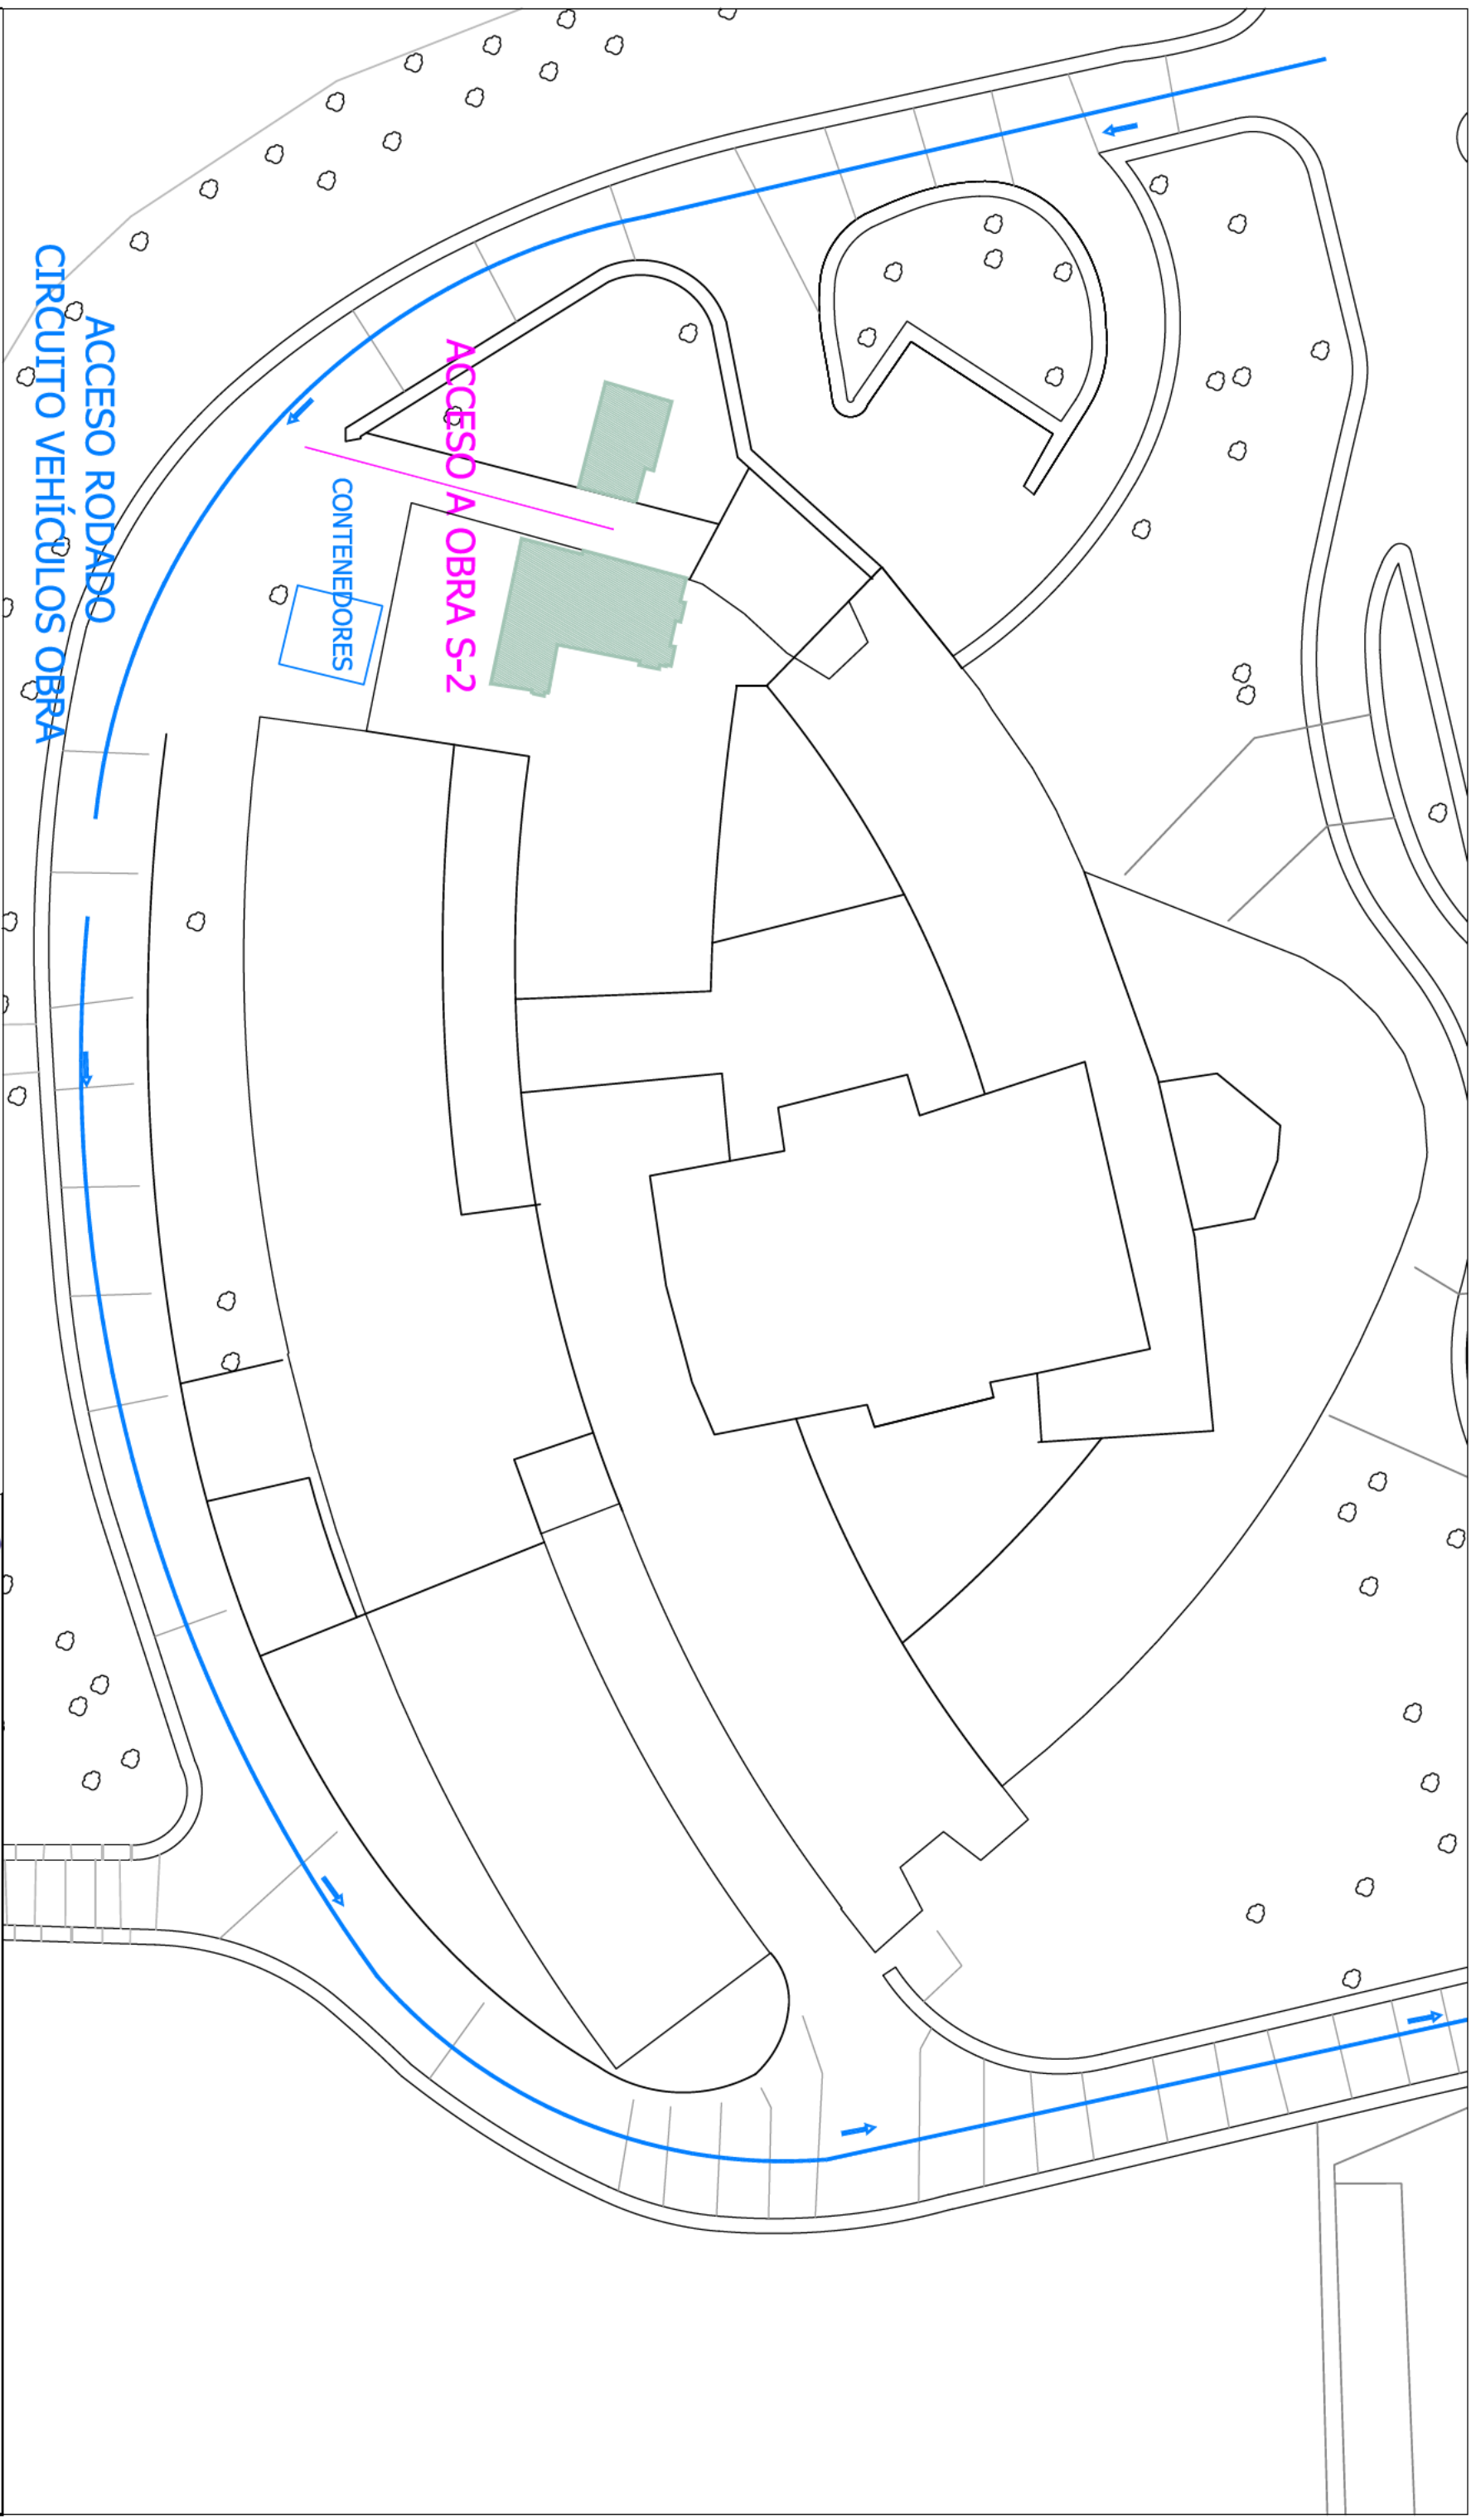 ACCESO RODADO
CIRCUITO VEHÍCULOS OBRA
CONTENEDORES
ACCESO A OBRA S-2